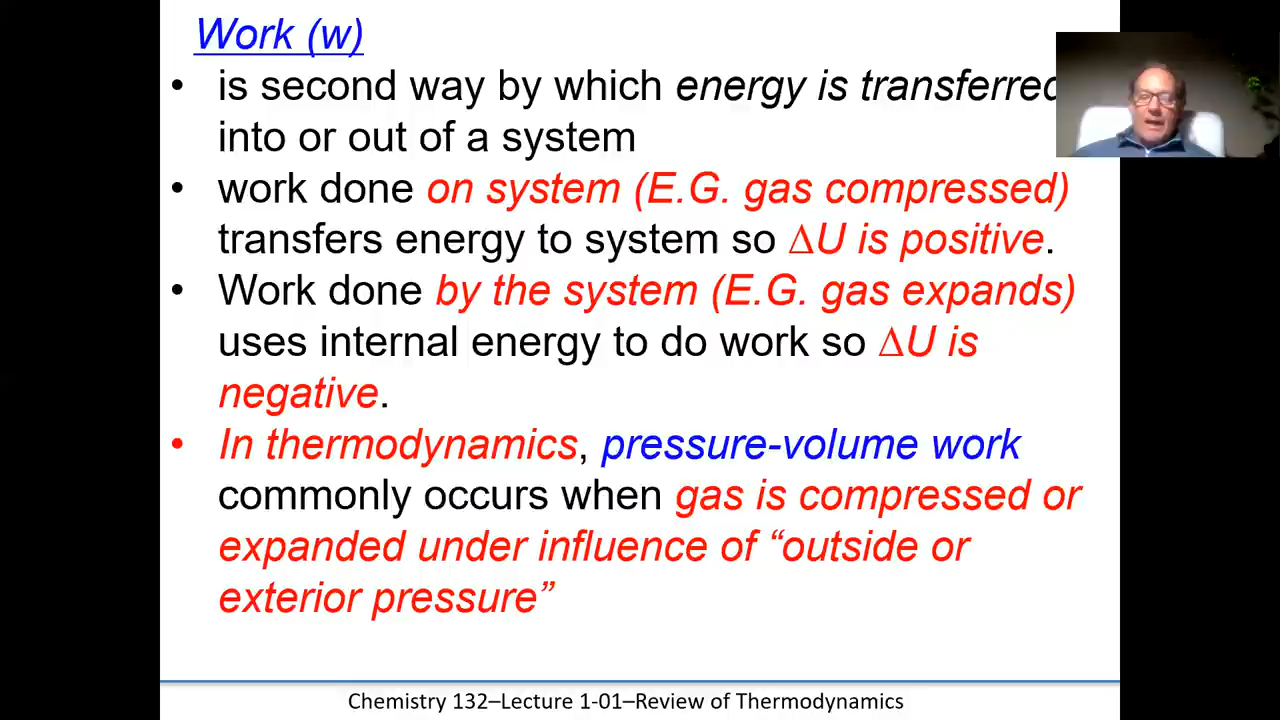 Work (w)
• is second way by which energy is transferred
into or out of a system
• work done on system (E.G. gas compressed)
transfers energy to system so ΔU is positive.
• Work done by the system (E.G. gas expands)
uses internal energy to do work so ΔU is
negative.
• In thermodynamics, pressure-volume work
commonly occurs when gas is compressed or
expanded under influence of “outside or
exterior pressure”
Chemistry 132–Lecture 1-01–Review of Thermodynamics